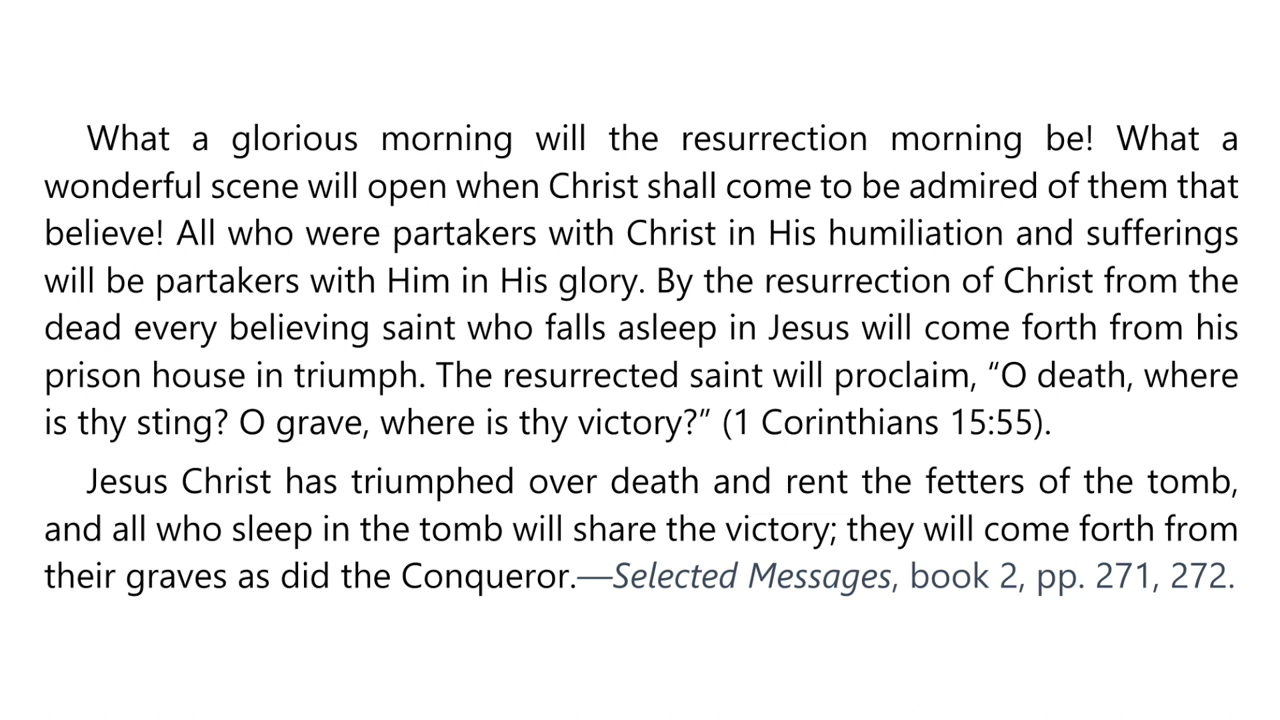 What a glorious morning will the resurrection morning be! What a
wonderful scene will open when Christ shall come to be admired of them that
believe! All who were partakers with Christ in His humiliation and sufferings
will be partakers with Him in His glory. By the resurrection of Christ from the
dead every believing saint who falls asleep in Jesus will come forth from his
prison house in triumph. The resurrected saint will proclaim, “O death, where
is thy sting? O grave, where is thy victory?” (1 Corinthians 15:55).
Jesus Christ has triumphed over death and rent the fetters of the tomb,
and all who sleep in the tomb will share the victory; they will come forth from
their graves as did the Conqueror.—Selected Messages, book 2, pp. 271, 272.